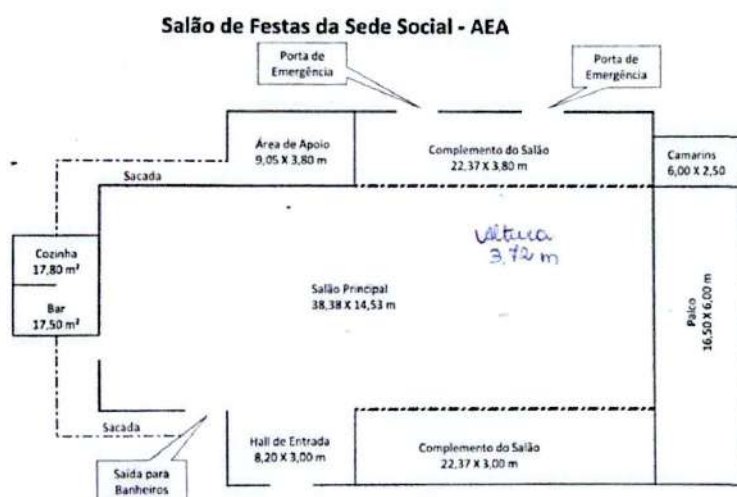 Salão de Festas da Sede Social - AEA
Porta de
Emergência
Porta de
Emergência
Área de Apoio
9,05 X 3,80 m
Complemento do Salão
22,37 X 3,80 m
Camarins
6,00 X 2,50
Sacada
Cozinha
17,80 m²
Bar
17,50 m²
Altura
3,72 m
Salão Principal
38,38 X 14,53 m
Palco
16,50 X 6,00 m
Sacada
Hall de Entrada
8,20 X 3,00 m
Complemento do Salão
22,37 X 3,00 m
Saída para
Banheiros